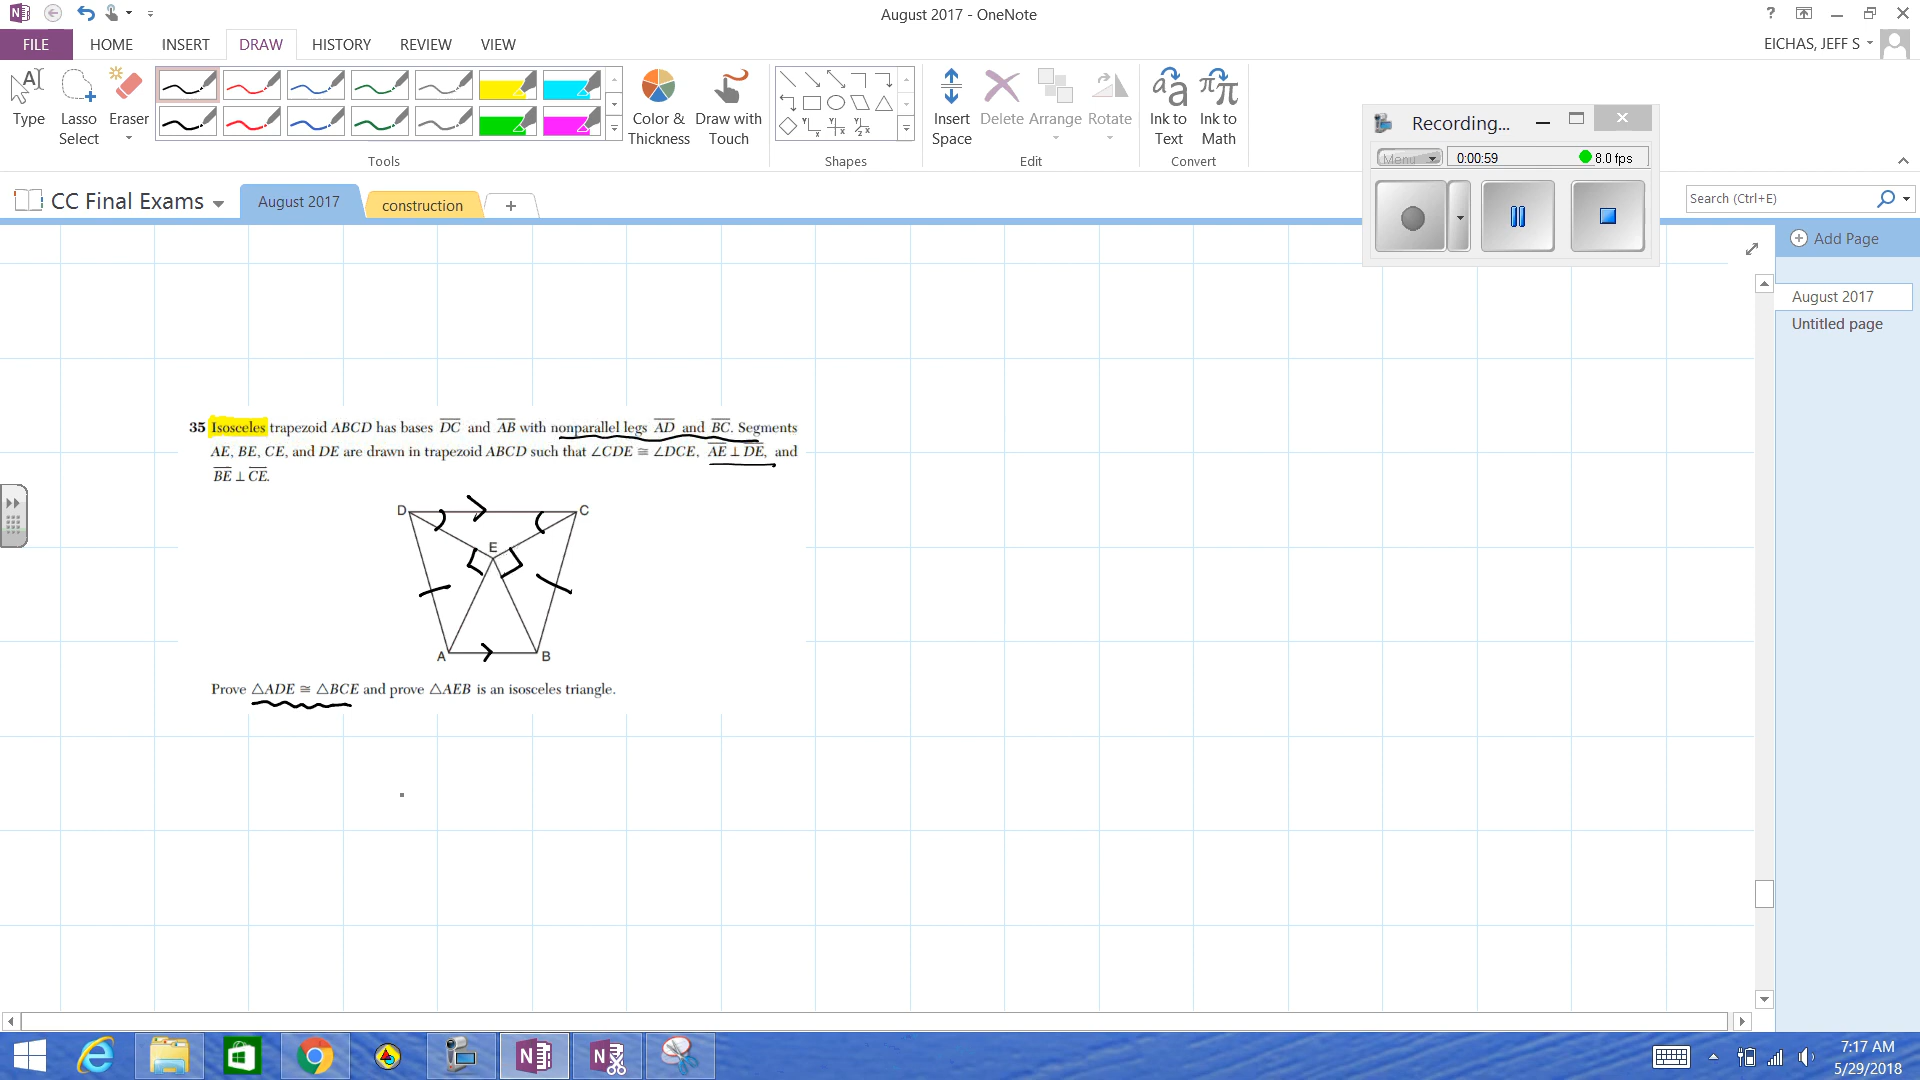 August 2017 - OneNote
?
FILE HOME INSERT DRAW HISTORY REVIEW VIEW
EICHAS, JEFF S
Type
Lasso Select
Eraser
Color & Thickness
Draw with Touch
Insert Space
Delete
Arrange
Rotate
Ink to Text
Ink to Math
Tools
Shapes
Edit
Convert
Recording...
Menu
0:00:59
8.0 fps
CC Final Exams
August 2017
construction
Search (Ctrl+E)
Add Page
August 2017
Untitled page
35 Isosceles trapezoid ABCD has bases DC and AB with nonparallel legs AD and BC. Segments
AE, BE, CE, and DE are drawn in trapezoid ABCD such that ∠CDE ≅ ∠DCE, AE ⊥ DE, and
BE ⊥ CE.
D C
E
A B
Prove △ADE ≅ △BCE and prove △AEB is an isosceles triangle.
7:17 AM
5/29/2018